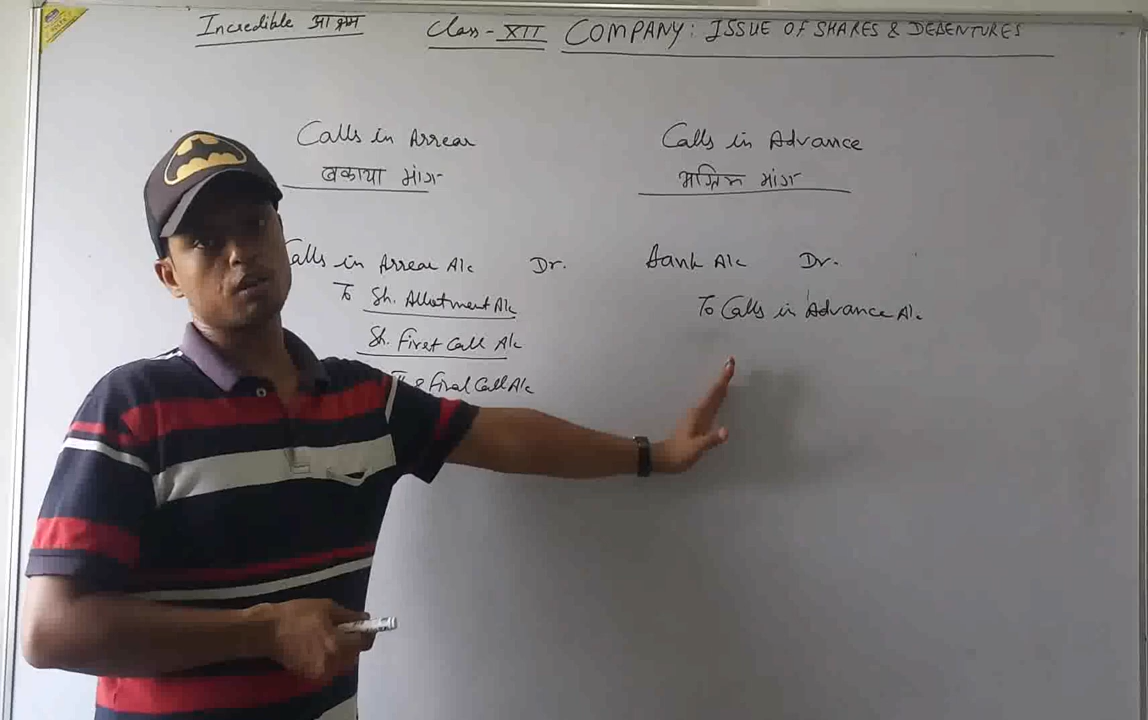 Incredible आश्रम Class - XII COMPANY: ISSUE OF SHARES & DEBENTURES
Calls in Arrear
बकाया मांग
Calls in Arrear A/c Dr.
To Sh. Allotment A/c
Sh. First Call A/c
& Final Call A/c
Calls in Advance
अग्रिम मांग
Bank A/c Dr.
To Calls in Advance A/c